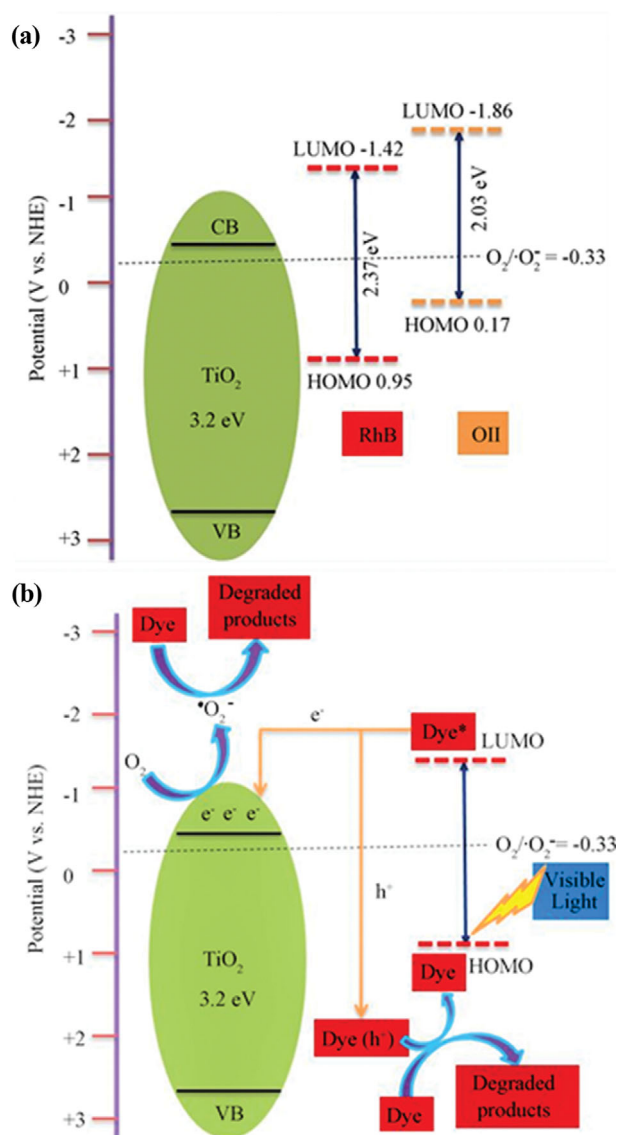 (a)
-3
-2
-1
0
+1
+2
+3
Potential (V vs. NHE)
CB
TiO₂
3.2 eV
VB
LUMO -1.42
2.37 eV
HOMO 0.95
LUMO -1.86
2.03 eV
HOMO 0.17
O₂/·O₂⁻ = -0.33
RhB
OII
(b)
-3
-2
-1
0
+1
+2
+3
Potential (V vs. NHE)
Dye
Degraded
products
•O₂⁻
O₂
e⁻
e⁻ e⁻ e⁻
TiO₂
3.2 eV
VB
Dye*
LUMO
O₂/·O₂⁻= -0.33
Visible
Light
h⁺
HOMO
Dye
Dye (h⁺)
Dye
Degraded
products